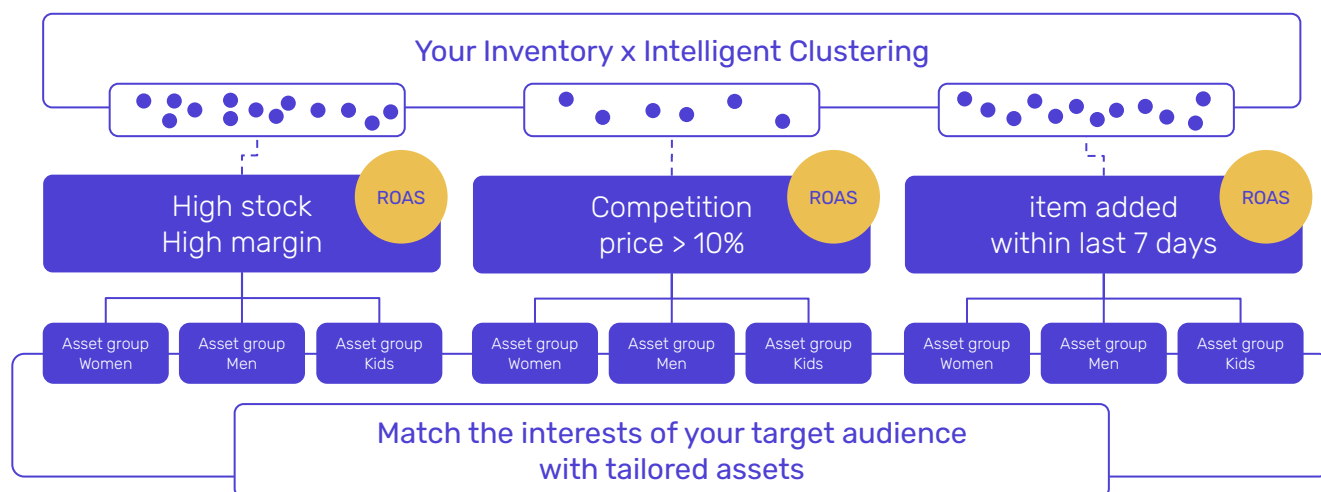 Your Inventory x Intelligent Clustering
High stock
High margin
ROAS
Competition
price > 10%
ROAS
item added
within last 7 days
ROAS
Asset group
Women
Asset group
Men
Asset group
Kids
Asset group
Women
Asset group
Men
Asset group
Kids
Asset group
Women
Asset group
Men
Asset group
Kids
Match the interests of your target audience
with tailored assets